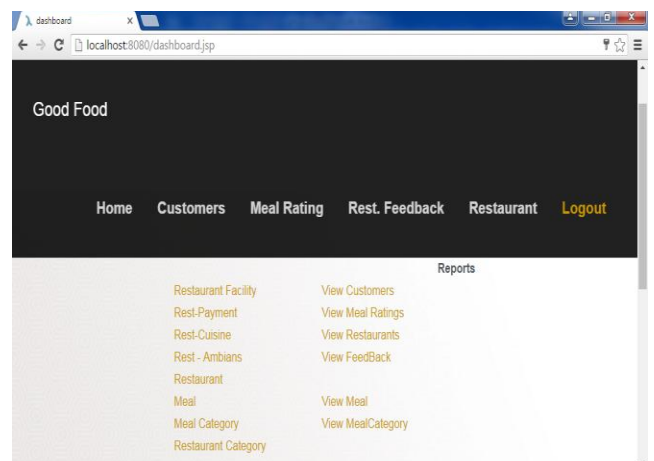 dashboard
localhost:8080/dashboard.jsp
Good Food
Home Customers Meal Rating Rest. Feedback Restaurant Logout
Reports
Restaurant Facility View Customers
Rest-Payment View Meal Ratings
Rest-Cuisine View Restaurants
Rest - Ambians View FeedBack
Restaurant
Meal View Meal
Meal Category View MealCategory
Restaurant Category